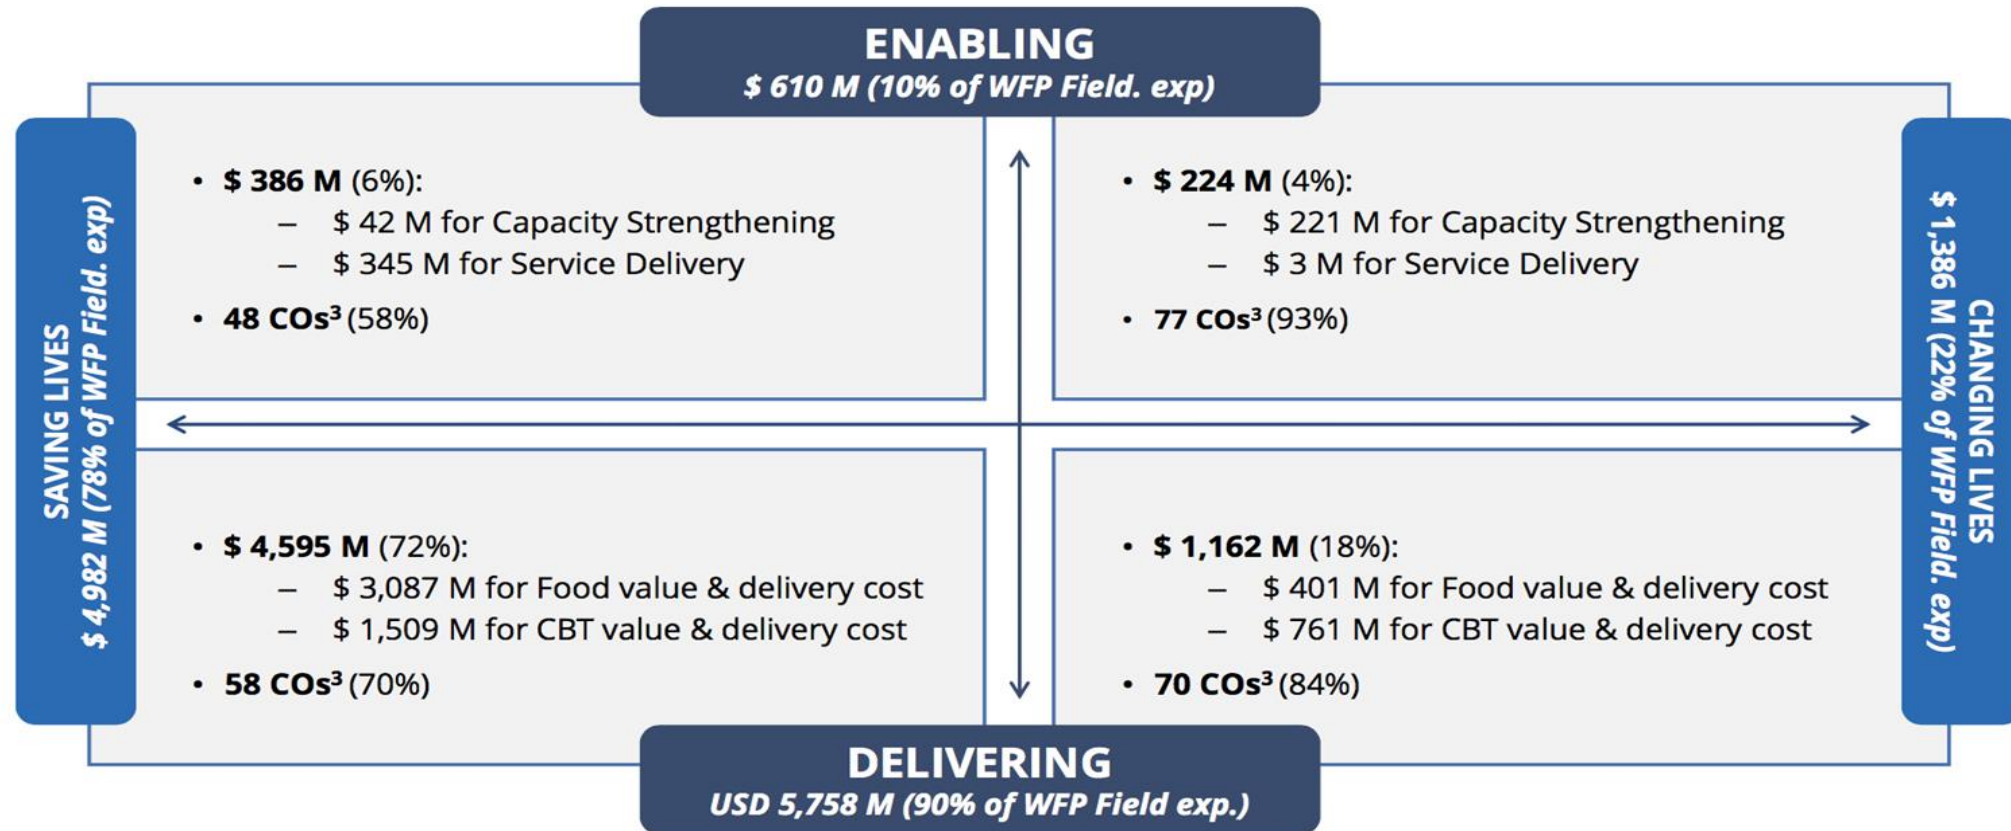 ENABLING
$ 610 M (10% of WFP Field. exp)
SAVING LIVES
$ 4,982 M (78% of WFP Field. exp)
• $ 386 M (6%):
– $ 42 M for Capacity Strengthening
– $ 345 M for Service Delivery
• 48 COs³ (58%)
• $ 224 M (4%):
– $ 221 M for Capacity Strengthening
– $ 3 M for Service Delivery
• 77 COs³ (93%)
CHANGING LIVES
$ 1,386 M (22% of WFP Field. exp)
• $ 4,595 M (72%):
– $ 3,087 M for Food value & delivery cost
– $ 1,509 M for CBT value & delivery cost
• 58 COs³ (70%)
• $ 1,162 M (18%):
– $ 401 M for Food value & delivery cost
– $ 761 M for CBT value & delivery cost
• 70 COs³ (84%)
DELIVERING
USD 5,758 M (90% of WFP Field exp.)